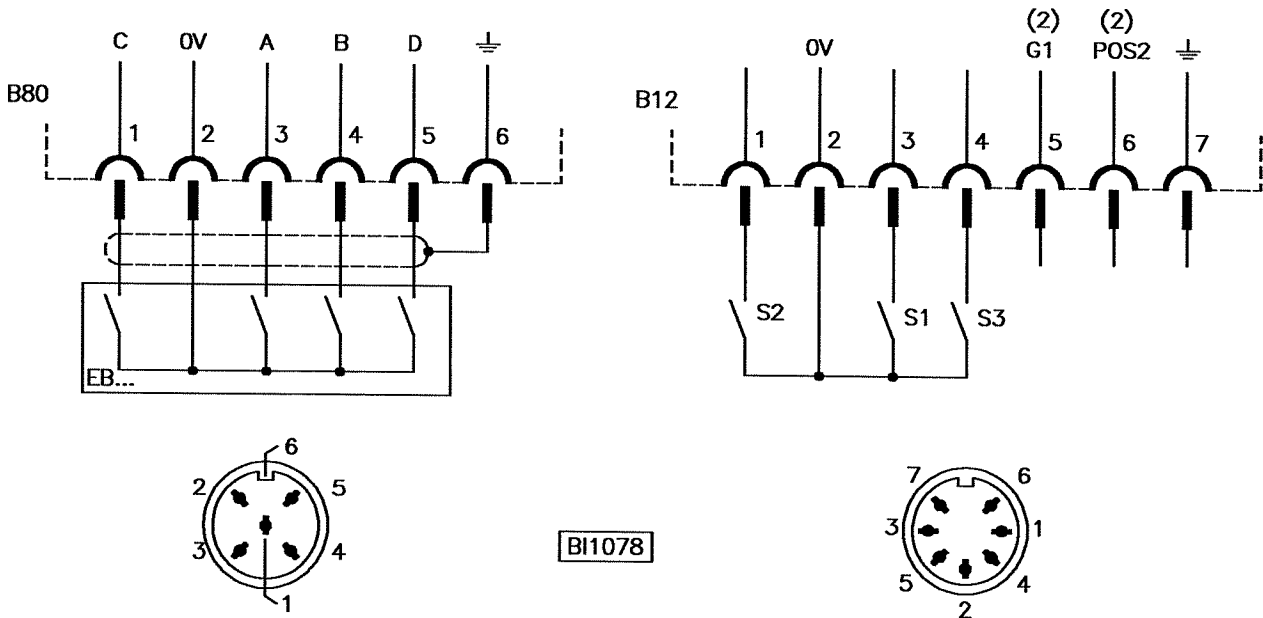 C 0V A B D
B80
1 2 3 4 5 6
EB...
(2) (2)
0V G1 POS2
B12
1 2 3 4 5 6 7
S2 S1 S3
6
2 5
3 4
1
BI1078
7 6
3 1
5 4
2